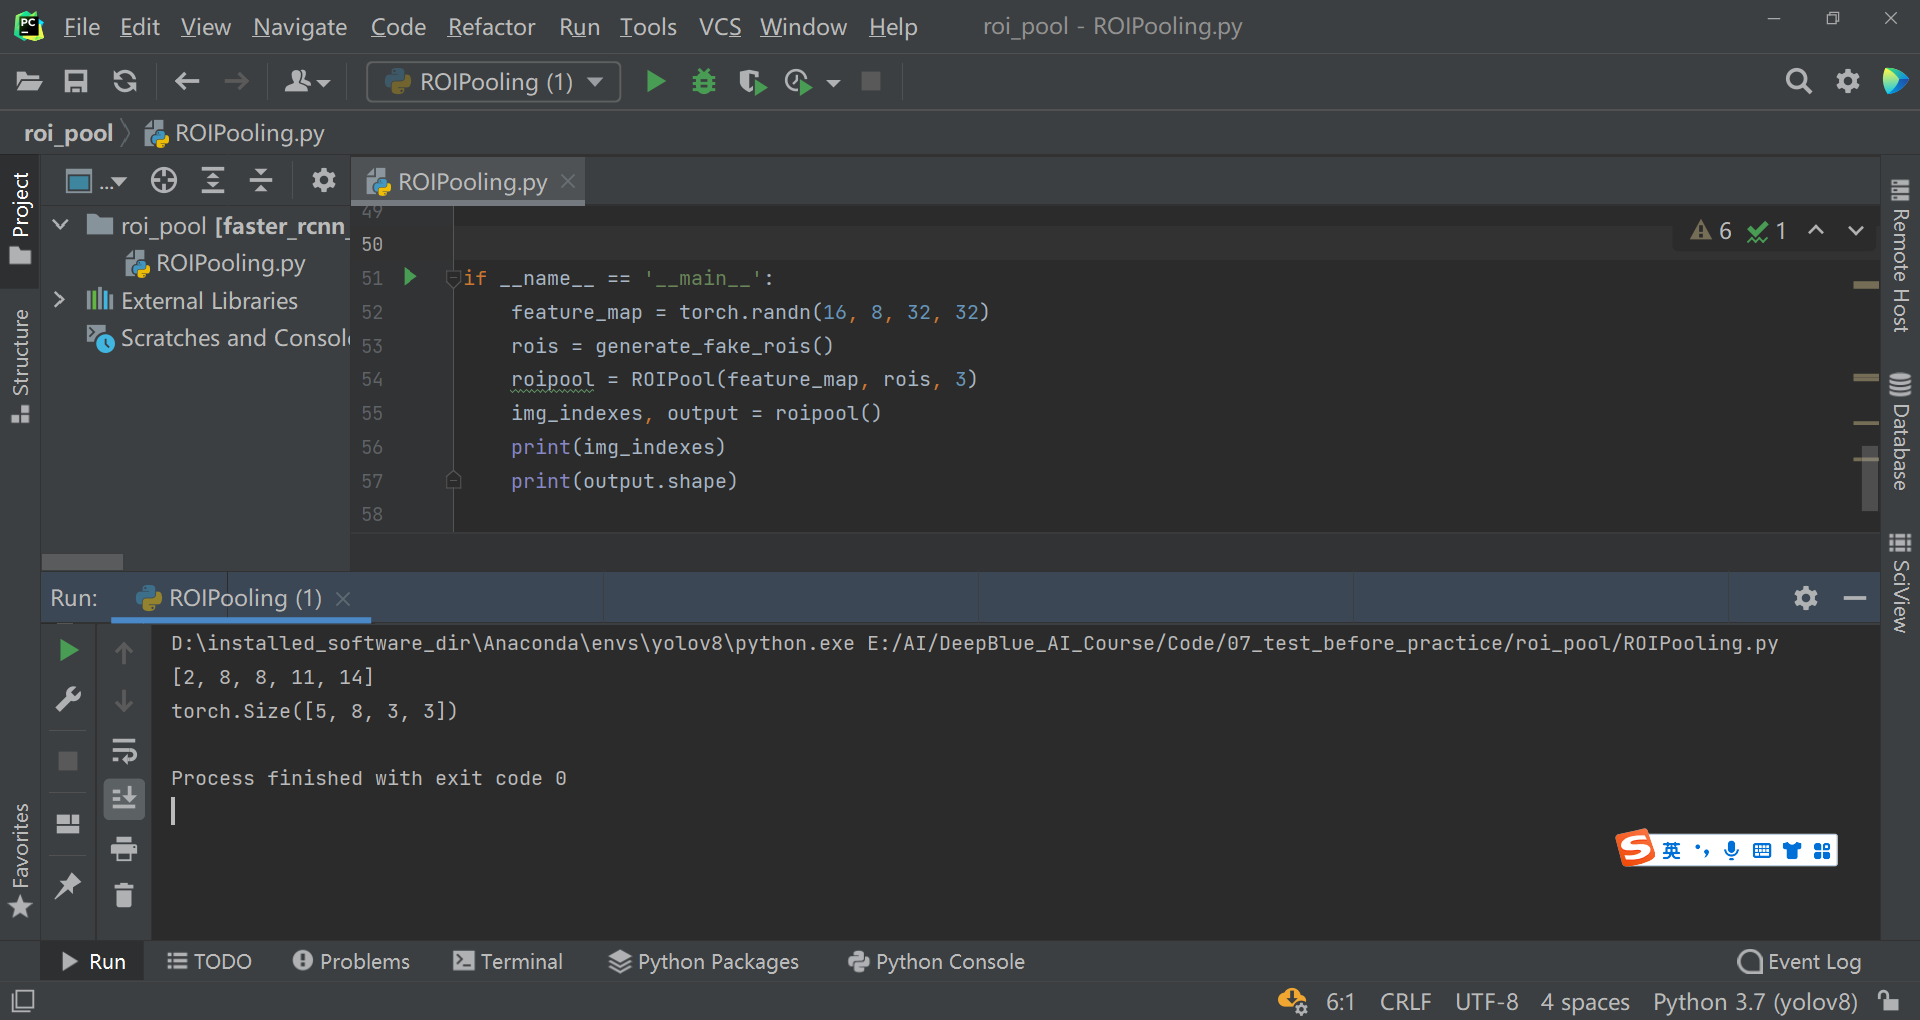 PC
File Edit View Navigate Code Refactor Run Tools VCS Window Help roi_pool - ROIPooling.py
ROIPooling (1)
roi_pool ROIPooling.py
Project
Structure
Favorites
...
roi_pool [faster_rcnn_
ROIPooling.py
External Libraries
Scratches and Consol
ROIPooling.py
6 1
49
50
51 if __name__ == '__main__':
52 feature_map = torch.randn(16, 8, 32, 32)
53 rois = generate_fake_rois()
54 roipool = ROIPool(feature_map, rois, 3)
55 img_indexes, output = roipool()
56 print(img_indexes)
57 print(output.shape)
58
Remote Host
Database
SciView
Run: ROIPooling (1)
D:\installed_software_dir\Anaconda\envs\yolov8\python.exe E:/AI/DeepBlue_AI_Course/Code/07_test_before_practice/roi_pool/ROIPooling.py
[2, 8, 8, 11, 14]
torch.Size([5, 8, 3, 3])
Process finished with exit code 0
S 英
Run TODO Problems Terminal Python Packages Python Console Event Log
6:1 CRLF UTF-8 4 spaces Python 3.7 (yolov8)